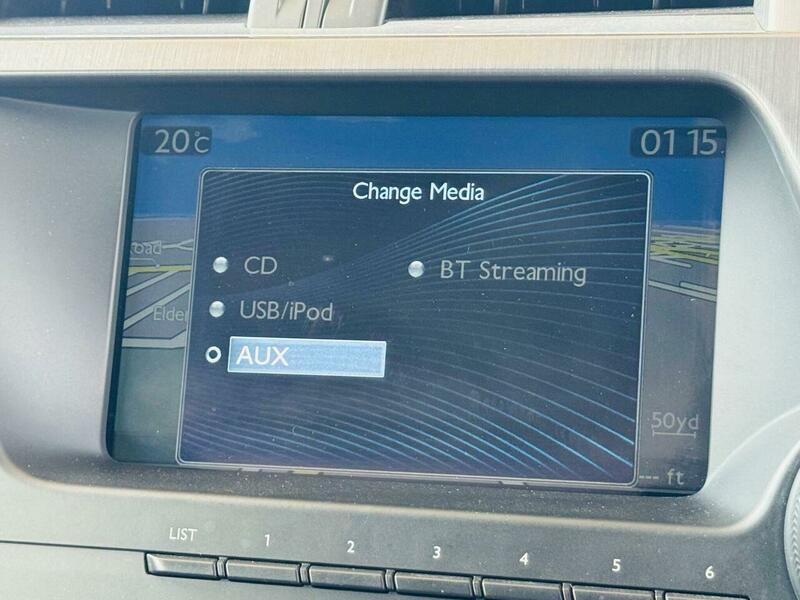 20°C
01 15
Change Media
CD
BT Streaming
USB/iPod
AUX
50yd
--- ft
LIST
1
2
3
4
5
6